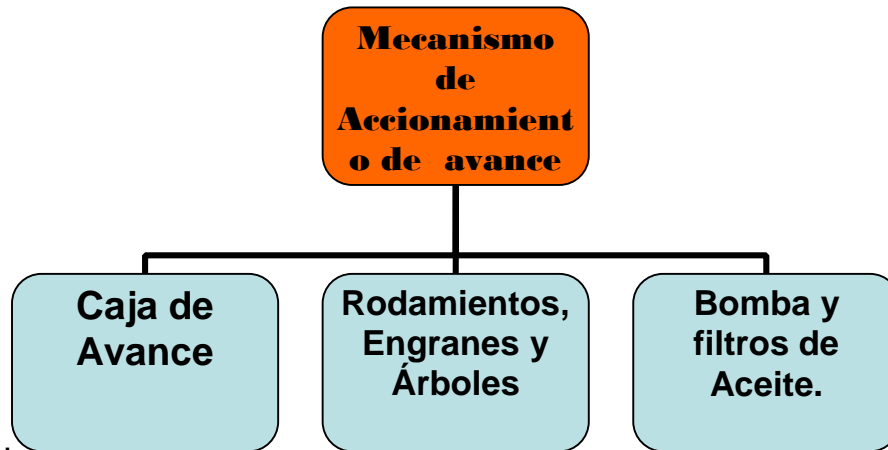 Mecanismo
de
Accionamient
o de avance
Caja de
Avance
Rodamientos,
Engranes y
Árboles
Bomba y
filtros de
Aceite.
.